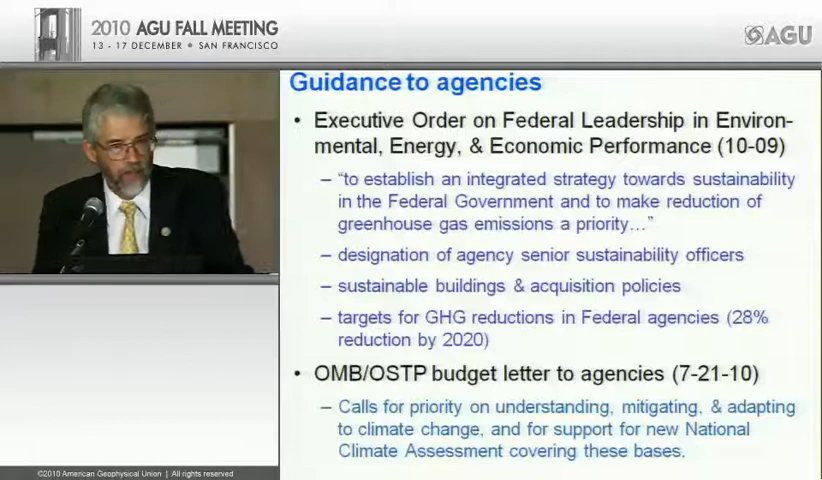 2010 AGU FALL MEETING
13 - 17 DECEMBER • SAN FRANCISCO
AGU
Guidance to agencies
• Executive Order on Federal Leadership in Environ-
mental, Energy, & Economic Performance (10-09)
– “to establish an integrated strategy towards sustainability
in the Federal Government and to make reduction of
greenhouse gas emissions a priority…”
– designation of agency senior sustainability officers
– sustainable buildings & acquisition policies
– targets for GHG reductions in Federal agencies (28%
reduction by 2020)
• OMB/OSTP budget letter to agencies (7-21-10)
– Calls for priority on understanding, mitigating, & adapting
to climate change, and for support for new National
Climate Assessment covering these bases.
©2010 American Geophysical Union | All rights reserved